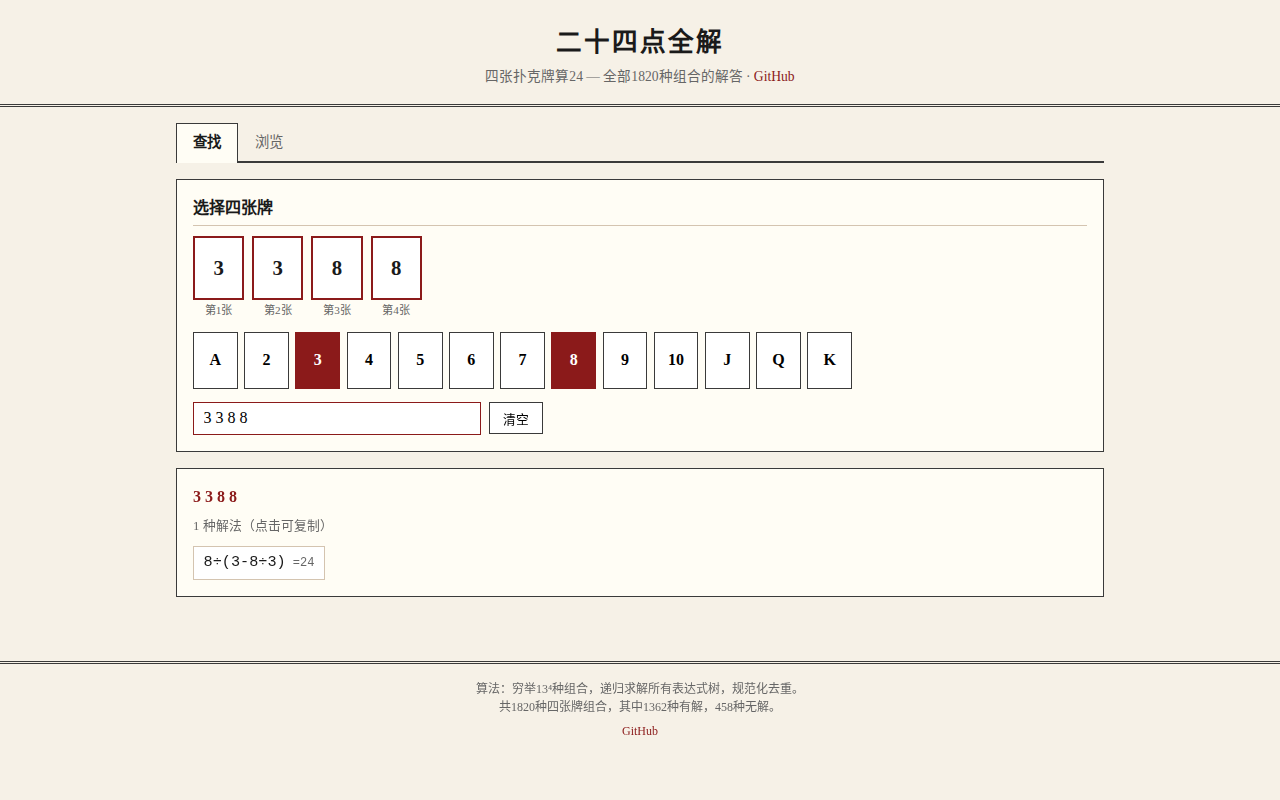 二十四点全解
四张扑克牌算24 — 全部1820种组合的解答 · GitHub
查找 浏览
选择四张牌
3 3 8 8
第1张 第2张 第3张 第4张
A 2 3 4 5 6 7 8 9 10 J Q K
3 3 8 8 清空
3 3 8 8
1 种解法（点击可复制）
8÷(3-8÷3) =24
算法：穷举13⁴种组合，递归求解所有表达式树，规范化去重。
共1820种四张牌组合，其中1362种有解，458种无解。
GitHub